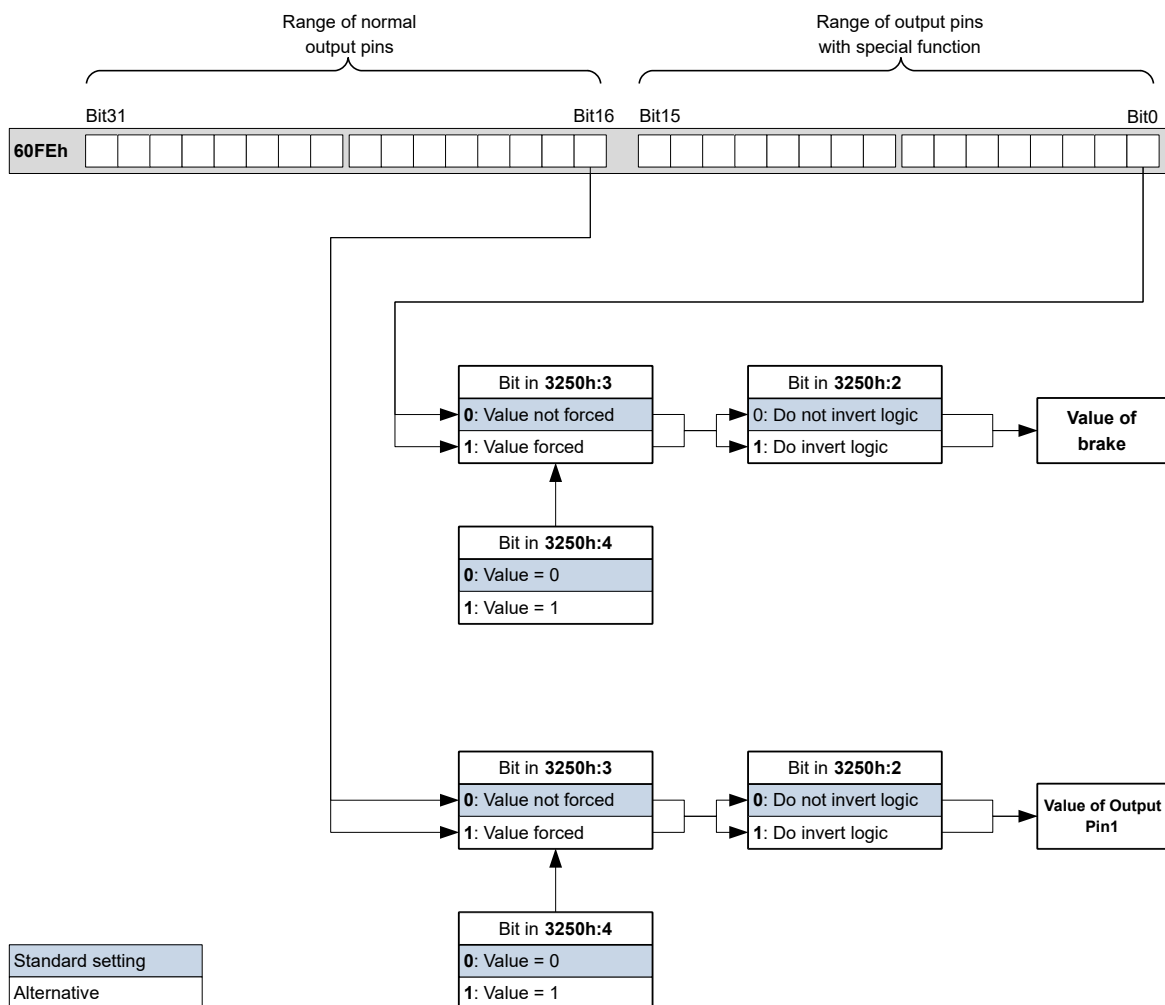 Range of normal
output pins
Range of output pins
with special function
Bit31
Bit16
Bit15
Bit0
60FEh
Bit in 3250h:3
0: Value not forced
1: Value forced
Bit in 3250h:2
0: Do not invert logic
1: Do invert logic
Value of
brake
Bit in 3250h:4
0: Value = 0
1: Value = 1
Bit in 3250h:3
0: Value not forced
1: Value forced
Bit in 3250h:2
0: Do not invert logic
1: Do invert logic
Value of Output
Pin1
Bit in 3250h:4
0: Value = 0
1: Value = 1
Standard setting
Alternative